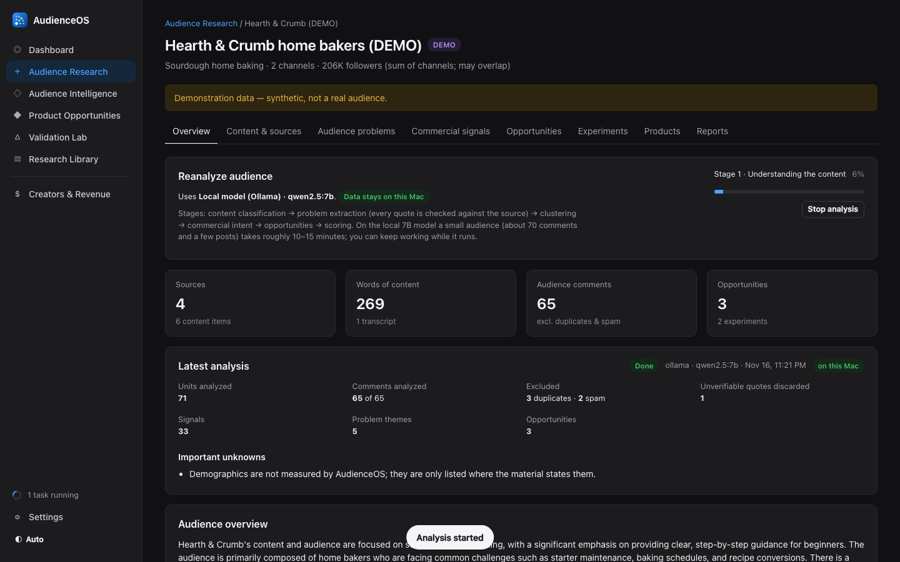 AudienceOS
Dashboard
Audience Research
Audience Intelligence
Product Opportunities
Validation Lab
Research Library
$ Creators & Revenue
1 task running
Settings
Auto
Audience Research / Hearth & Crumb (DEMO)
Hearth & Crumb home bakers (DEMO) DEMO
Sourdough home baking · 2 channels · 206K followers (sum of channels; may overlap)
Demonstration data — synthetic, not a real audience.
Overview Content & sources Audience problems Commercial signals Opportunities Experiments Products Reports
Reanalyze audience
Uses Local model (Ollama) · qwen2.5:7b. Data stays on this Mac
Stages: content classification → problem extraction (every quote is checked against the source) → clustering
→ commercial intent → opportunities → scoring. On the local 7B model a small audience (about 70 comments
and a few posts) takes roughly 10–15 minutes; you can keep working while it runs.
Stage 1 · Understanding the content 6%
Stop analysis
Sources
4
6 content items
Words of content
269
1 transcript
Audience comments
65
excl. duplicates & spam
Opportunities
3
2 experiments
Latest analysis
Done ollama · qwen2.5:7b · Nov 16, 11:21 PM on this Mac
Units analyzed
71
Comments analyzed
65 of 65
Excluded
3 duplicates · 2 spam
Unverifiable quotes discarded
1
Signals
33
Problem themes
5
Opportunities
3
Important unknowns
• Demographics are not measured by AudienceOS; they are only listed where the material states them.
Audience overview
Hearth & Crumb's content and audience are focused on s ing, with a significant emphasis on providing clear, step-by-step guidance for beginners. The
audience is primarily composed of home bakers who are facing common challenges such as starter maintenance, baking schedules, and recipe conversions. There is a
Analysis started